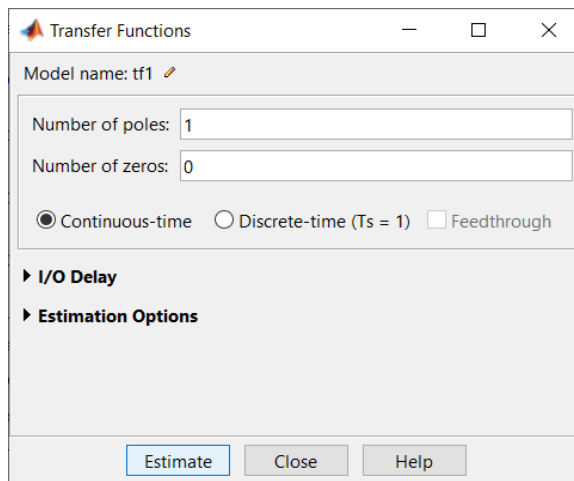 Transfer Functions
Model name: tf1
Number of poles: 1
Number of zeros: 0
Continuous-time Discrete-time (Ts = 1) Feedthrough
I/O Delay
Estimation Options
Estimate Close Help